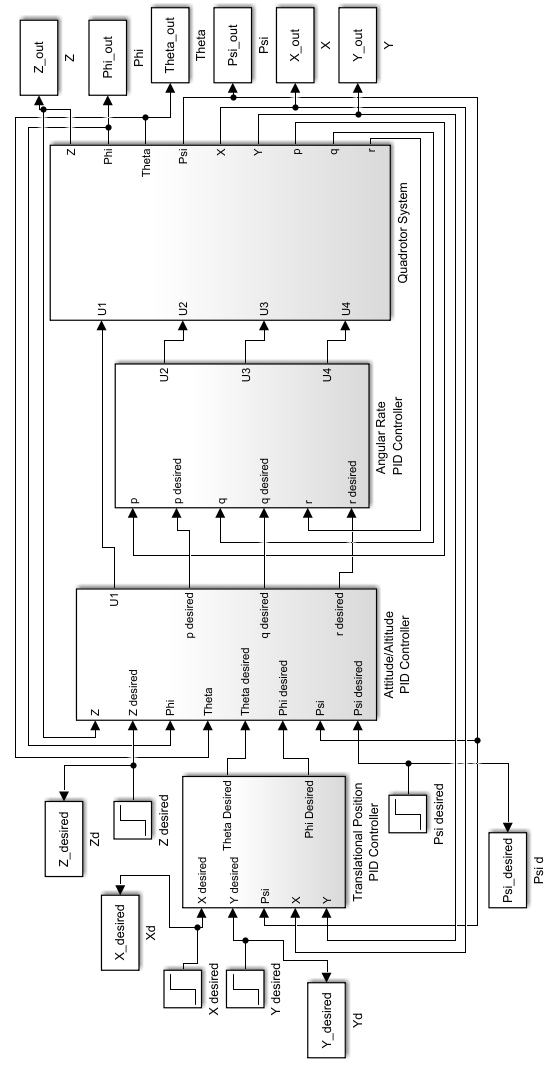 X_desired
Xd
X desired
Y desired
Y_desired
Yd
Z_desired
Zd
Z desired
X desired
Y desired
Psi
X
Y
Theta Desired
Phi Desired
Translational Position
PID Controller
Psi desired
Psi_desired
Psi d
Z
Z desired
Phi
Theta
Theta desired
Phi desired
Psi
Psi desired
U1
p desired
q desired
r desired
Attitude/Altitude
PID Controller
p
p desired
q
q desired
r
r desired
U2
U3
U4
Angular Rate
PID Controller
U1
U2
U3
U4
Z
Phi
Theta
Psi
X
Y
p
q
r
Quadrotor System
Z_out
Z
Phi_out
Phi
Theta_out
Theta
Psi_out
Psi
X_out
X
Y_out
Y